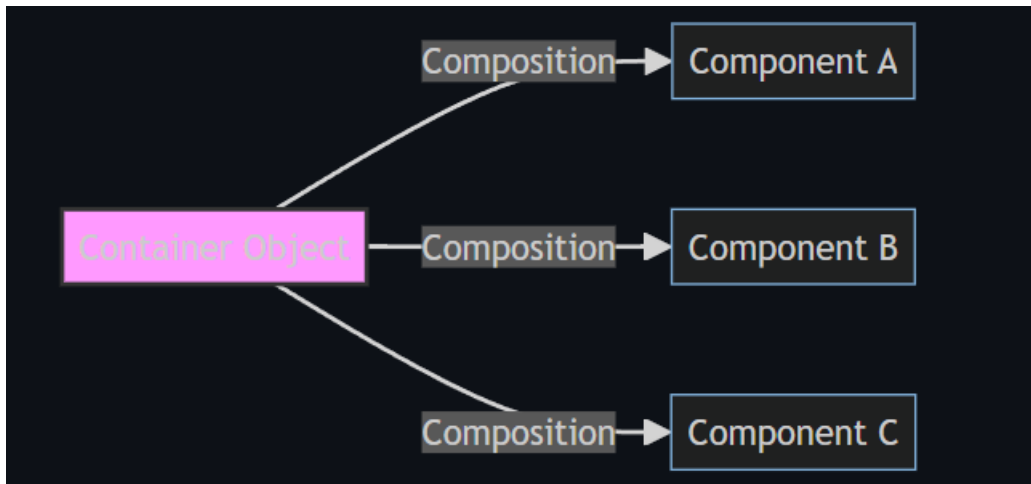 Composition
Component A
Container Object
Composition
Component B
Composition
Component C